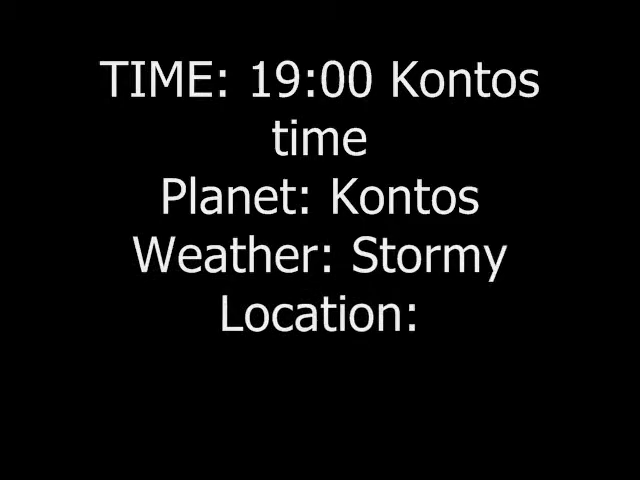 TIME: 19:00 Kontos
time
Planet: Kontos
Weather: Stormy
Location: